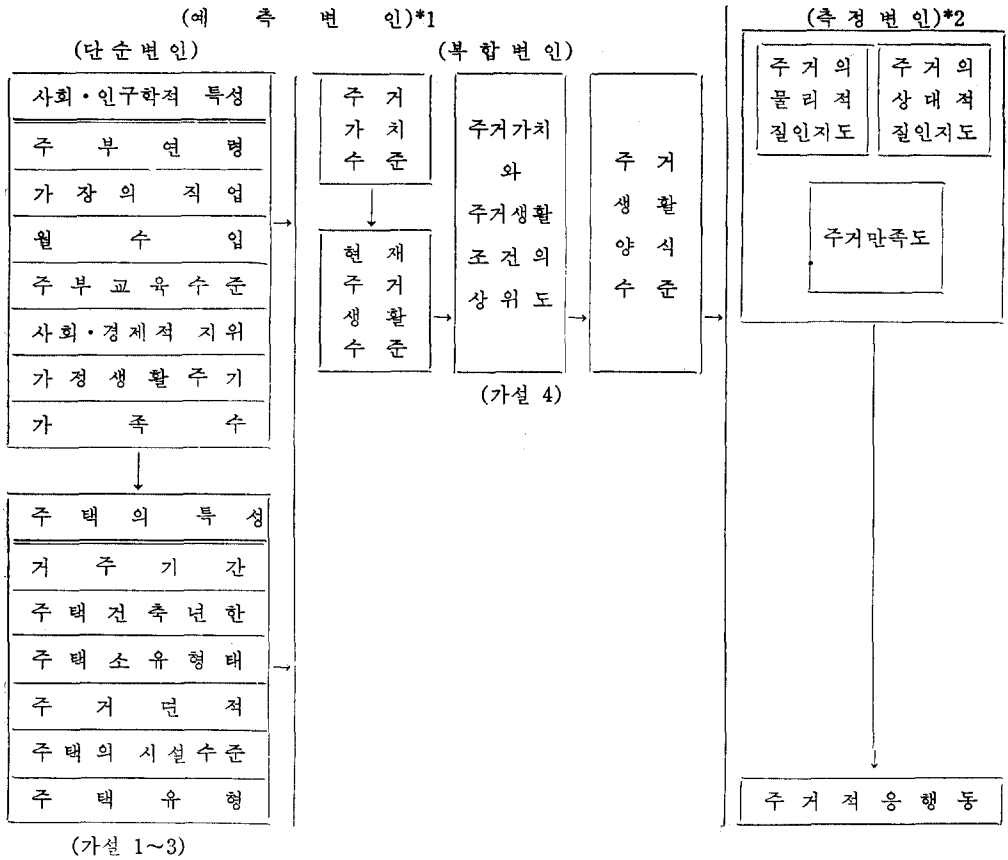 (예 측 변 인)*1
(단순변인)
사회·인구학적 특성
주 부 연 령
가 장 의 직 업
월 수 입
주 부 교 육 수 준
사회·경제적 지위
가 정 생 활 주 기
가 족 수
주 택 의 특 성
거 주 기 간
주 택 건 축 년 한
주 택 소 유 형 태
주 거 면 적
주 택 의 시 설 수 준
주 택 유 형
(가설 1~3)
(복합변인)
주 거
가 치
수 준
현 재
주 거
생 활
수 준
주거가치
와
주거생활
조 건 의
상 위 도
(가설 4)
주 거
생 활
양 식
수 준
(측정변인)*2
주 거 의
물 리 적
질인지도
주 거 의
상 대 적
질인지도
주거만족도
주 거 적 응 행 동